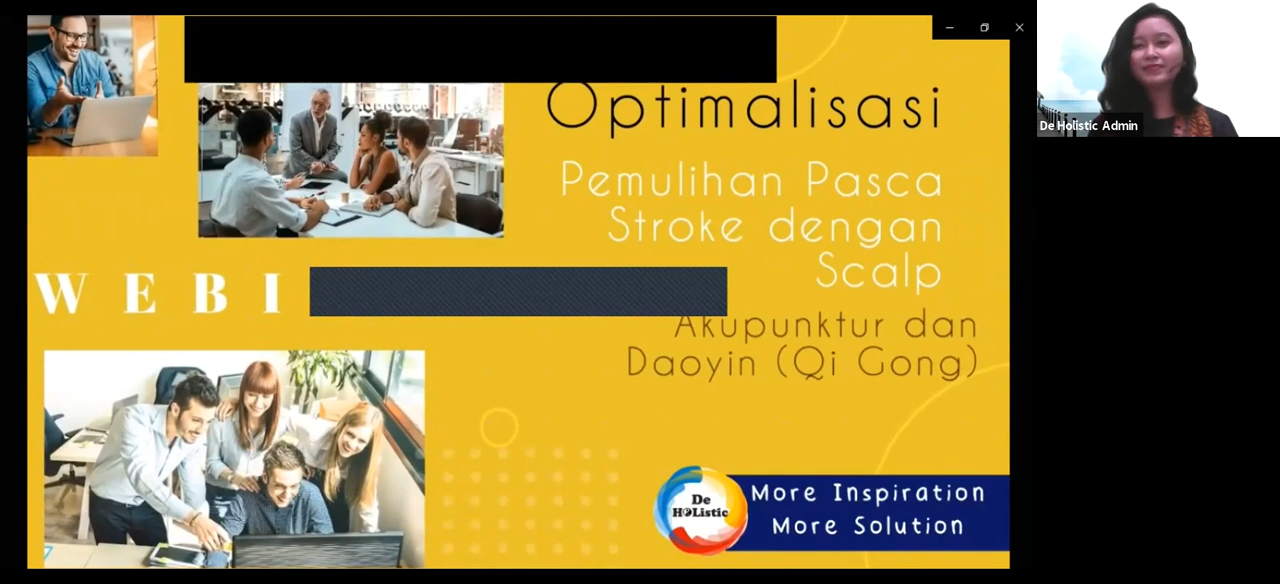 Optimalisasi
Pemulihan Pasca
Stroke dengan
Scalp
Akupunktur dan
Daoyin (Qi Gong)
W E B I
De
HoListic
More Inspiration
More Solution
De Holistic Admin